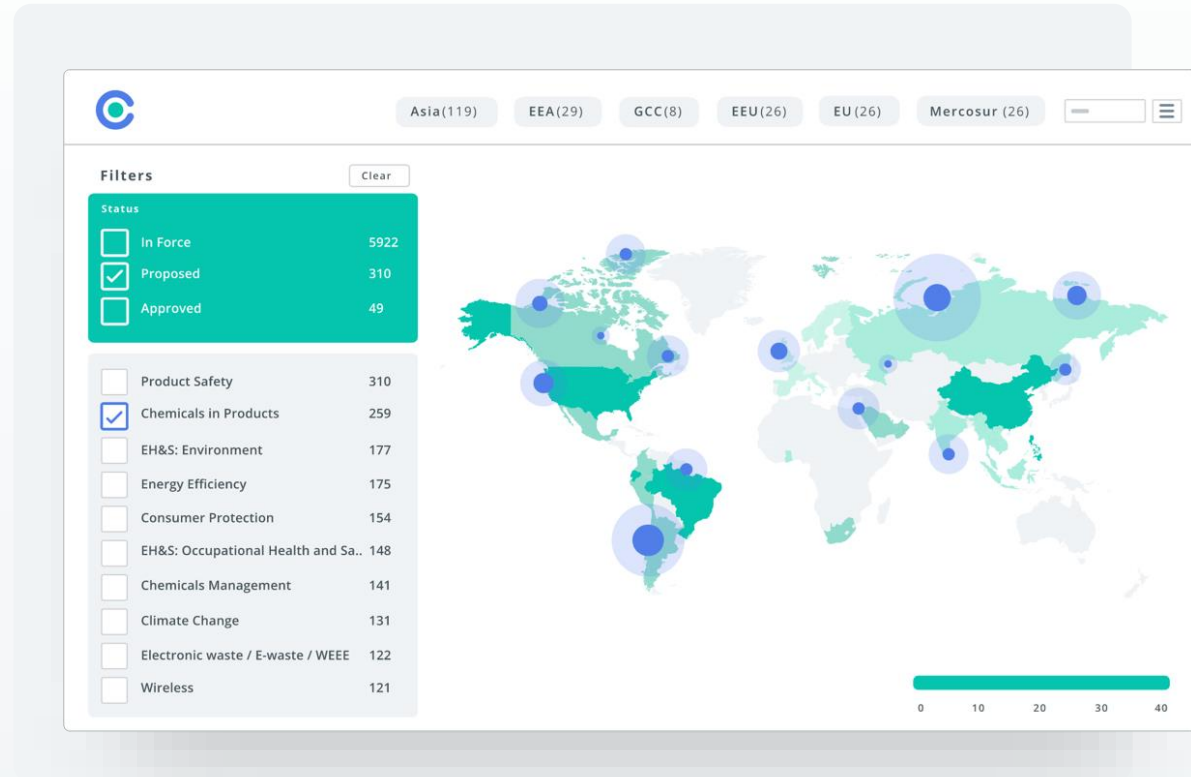 Asia(119) EEA(29) GCC(8) EEU(26) EU(26) Mercosur (26)
Filters Clear
Status
In Force 5922
Proposed 310
Approved 49
Product Safety 310
Chemicals in Products 259
EH&S: Environment 177
Energy Efficiency 175
Consumer Protection 154
EH&S: Occupational Health and Sa.. 148
Chemicals Management 141
Climate Change 131
Electronic waste / E-waste / WEEE 122
Wireless 121
0 10 20 30 40